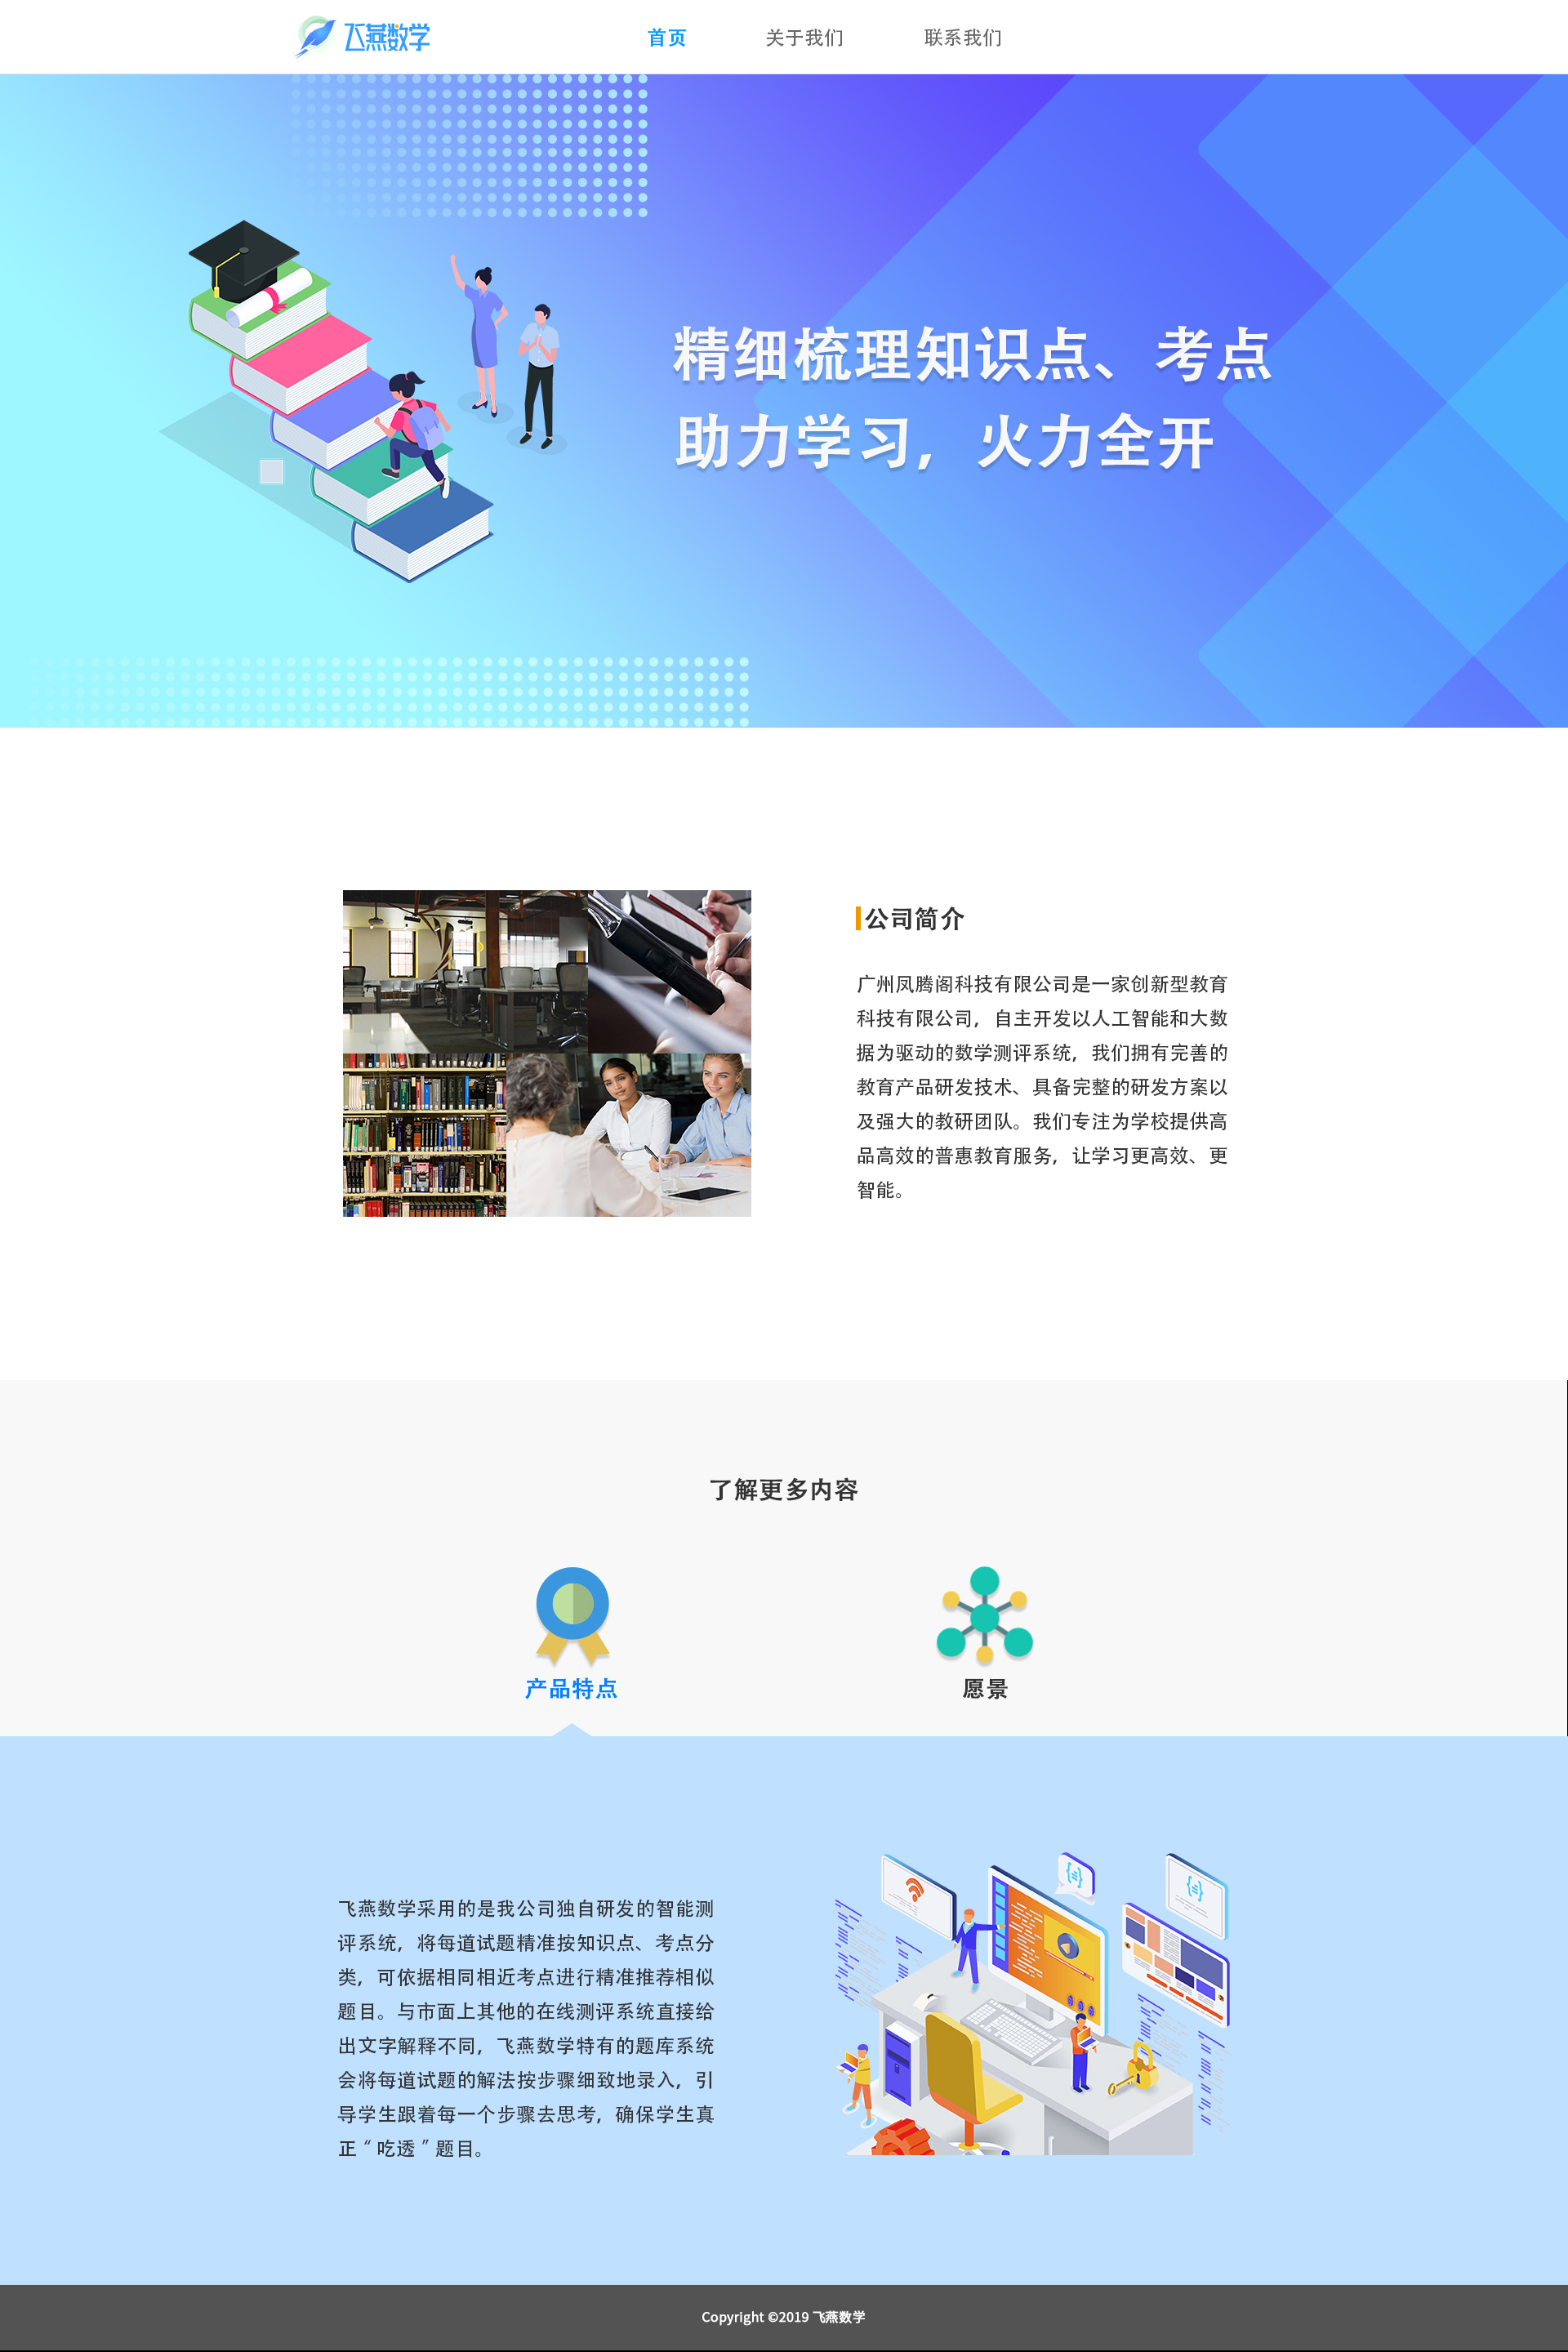 飞燕数学
首页
关于我们
联系我们
精细梳理知识点、考点
助力学习，火力全开
公司简介
广州凤腾阁科技有限公司是一家创新型教育
科技有限公司，自主开发以人工智能和大数
据为驱动的数学测评系统，我们拥有完善的
教育产品研发技术、具备完整的研发方案以
及强大的教研团队。我们专注为学校提供高
品高效的普惠教育服务，让学习更高效、更
智能。
了解更多内容
产品特点
愿景
飞燕数学采用的是我公司独自研发的智能测
评系统，将每道试题精准按知识点、考点分
类，可依据相同相近考点进行精准推荐相似
题目。与市面上其他的在线测评系统直接给
出文字解释不同，飞燕数学特有的题库系统
会将每道试题的解法按步骤细致地录入，引
导学生跟着每一个步骤去思考，确保学生真
正“吃透”题目。
Copyright ©2019 飞燕数学